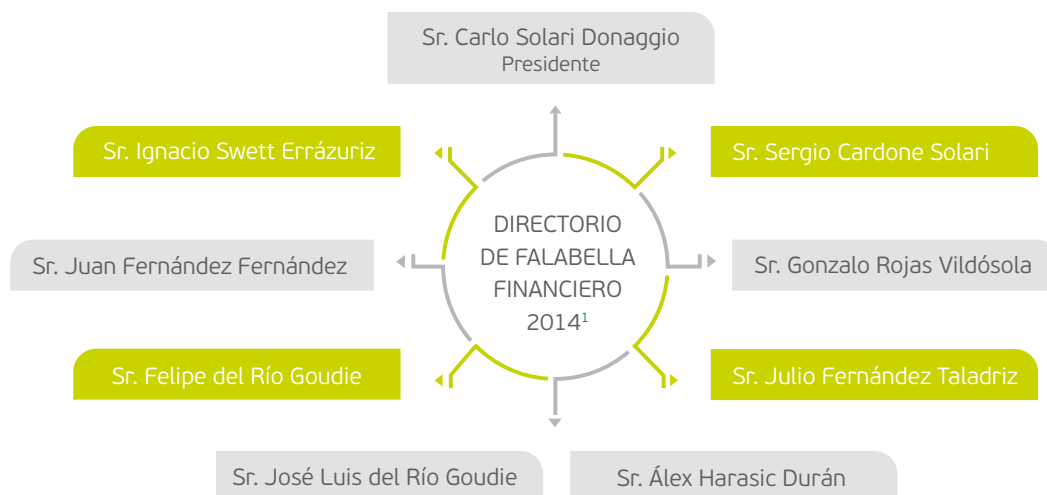 Sr. Carlo Solari Donaggio
Presidente
Sr. Ignacio Swett Errázuriz
Sr. Sergio Cardone Solari
DIRECTORIO
DE FALABELLA
FINANCIERO
2014¹
Sr. Juan Fernández Fernández
Sr. Gonzalo Rojas Vildósola
Sr. Felipe del Río Goudie
Sr. Julio Fernández Taladriz
Sr. José Luis del Río Goudie
Sr. Álex Harasic Durán